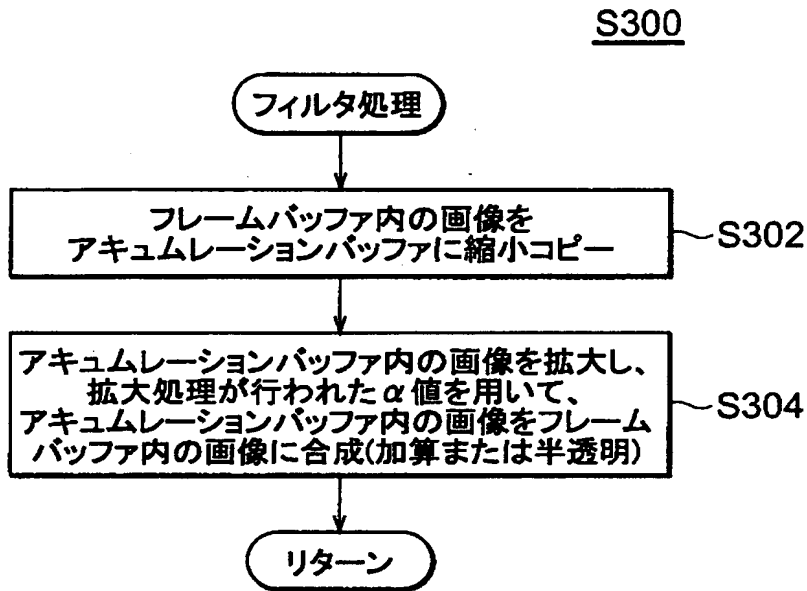 S300
フィルタ処理
フレームバッファ内の画像を
アキュムレーションバッファに縮小コピー
S302
アキュムレーションバッファ内の画像を拡大し、
拡大処理が行われたα値を用いて、
アキュムレーションバッファ内の画像をフレーム
バッファ内の画像に合成(加算または半透明)
S304
リターン